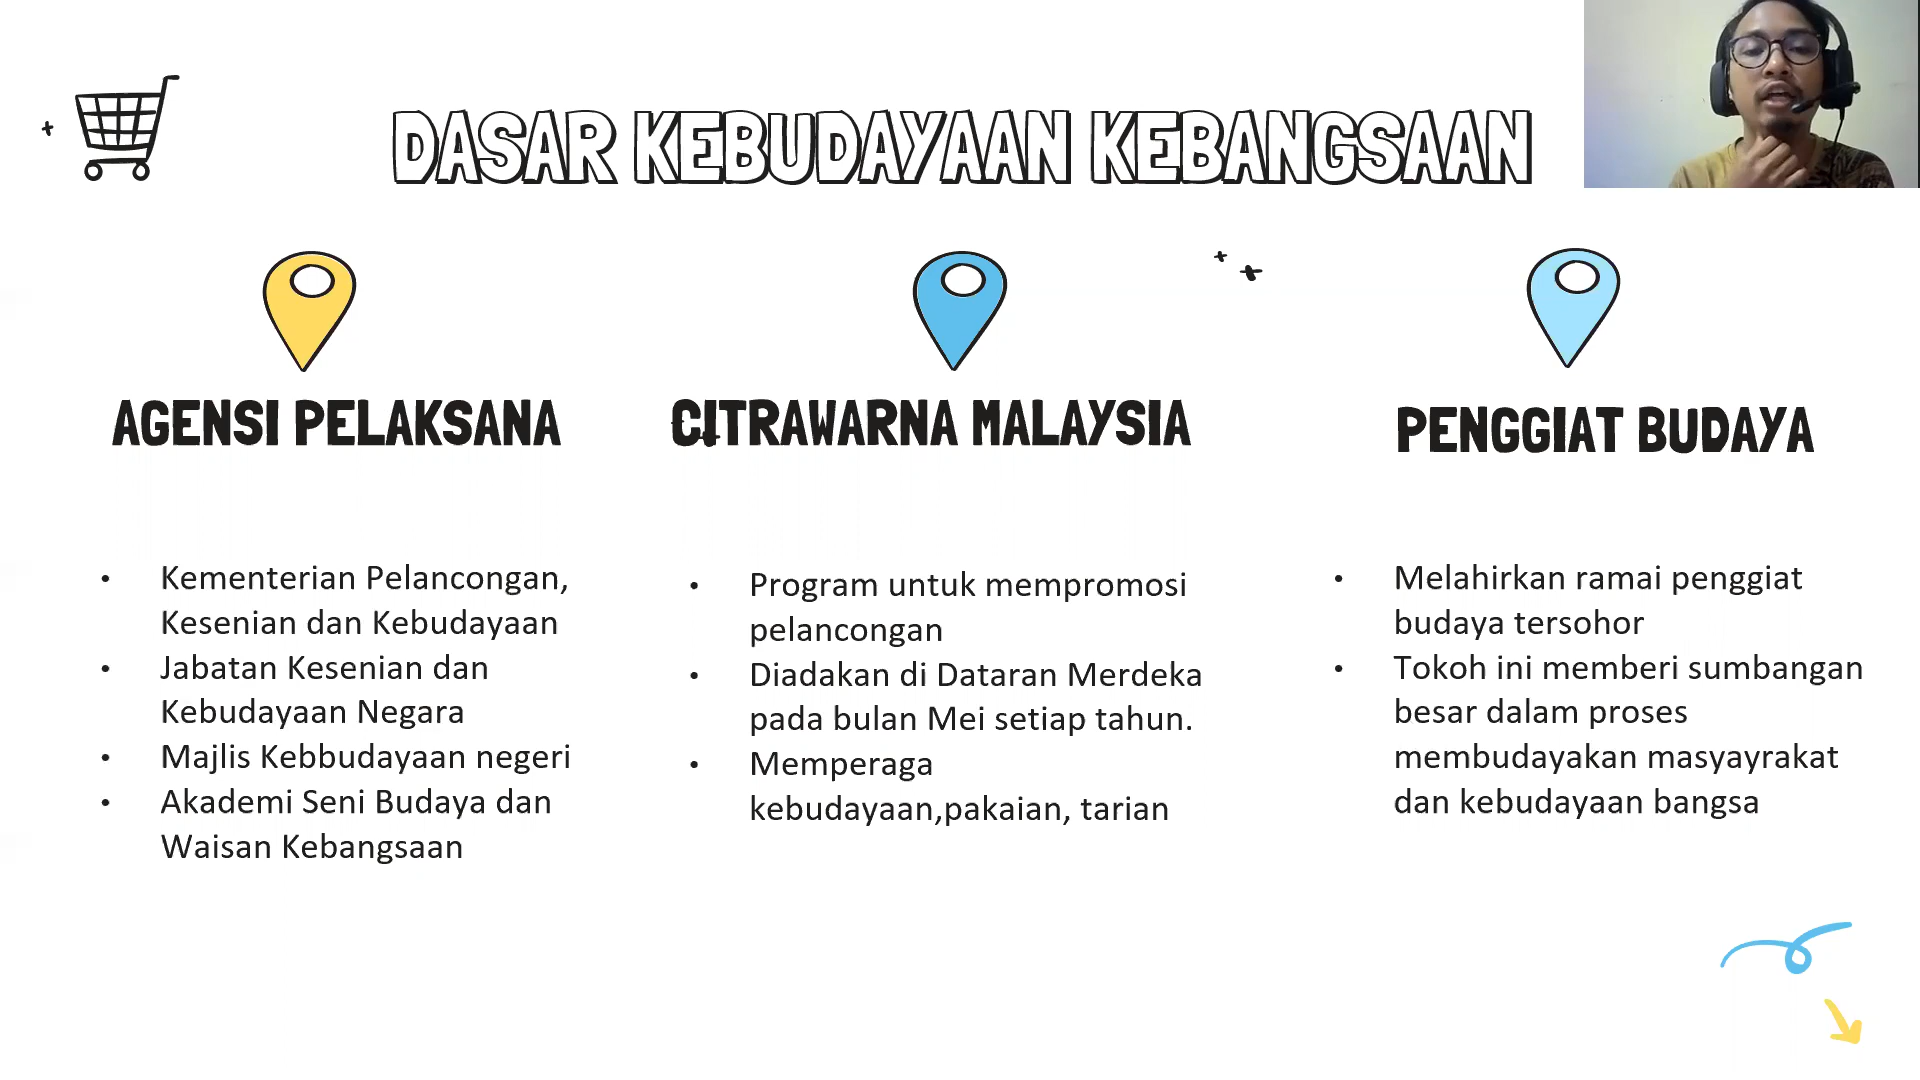 DASAR KEBUDAYAAN KEBANGSAAN
AGENSI PELAKSANA
Kementerian Pelancongan,
Kesenian dan Kebudayaan
Jabatan Kesenian dan
Kebudayaan Negara
Majlis Kebbudayaan negeri
Akademi Seni Budaya dan
Waisan Kebangsaan
CITRAWARNA MALAYSIA
Program untuk mempromosi
pelancongan
Diadakan di Dataran Merdeka
pada bulan Mei setiap tahun.
Memperaga
kebudayaan,pakaian, tarian
PENGGIAT BUDAYA
Melahirkan ramai penggiat
budaya tersohor
Tokoh ini memberi sumbangan
besar dalam proses
membudayakan masyayrakat
dan kebudayaan bangsa